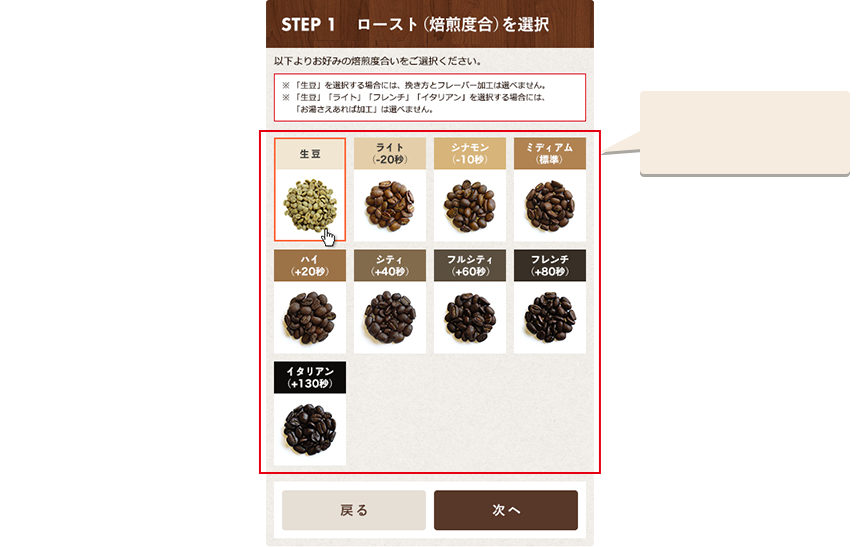 STEP 1 ロースト（焙煎度合）を選択
以下よりお好みの焙煎度合いをご選択ください。
※ 「生豆」を選択する場合には、挽き方とフレーバー加工は選べません。
※ 「生豆」「ライト」「フレンチ」「イタリアン」を選択する場合には、
「お湯さえあれば加工」は選べません。
生豆
ライト
（-20秒）
シナモン
（-10秒）
ミディアム
（標準）
ハイ
（+20秒）
シティ
（+40秒）
フルシティ
（+60秒）
フレンチ
（+80秒）
イタリアン
（+130秒）
戻る
次へ